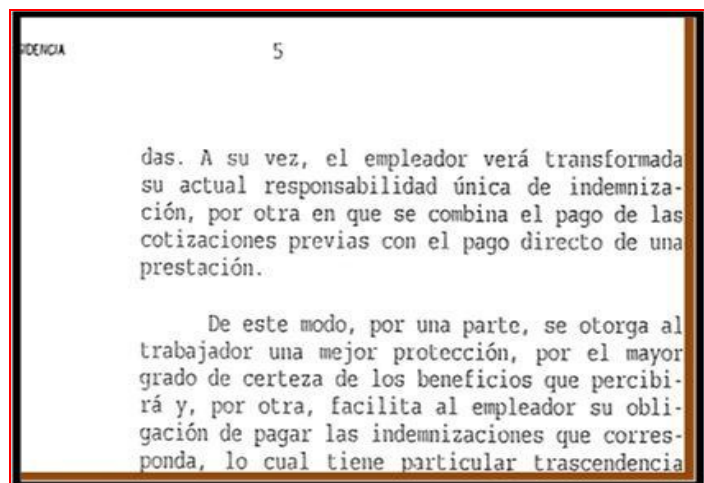 5
das. A su vez, el empleador verá transformada
su actual responsabilidad única de indemniza-
ción, por otra en que se combina el pago de las
cotizaciones previas con el pago directo de una
prestación.
De este modo, por una parte, se otorga al
trabajador una mejor protección, por el mayor
grado de certeza de los beneficios que percibi-
rá y, por otra, facilita al empleador su obli-
gación de pagar las indemnizaciones que corres-
ponda, lo cual tiene particular trascendencia